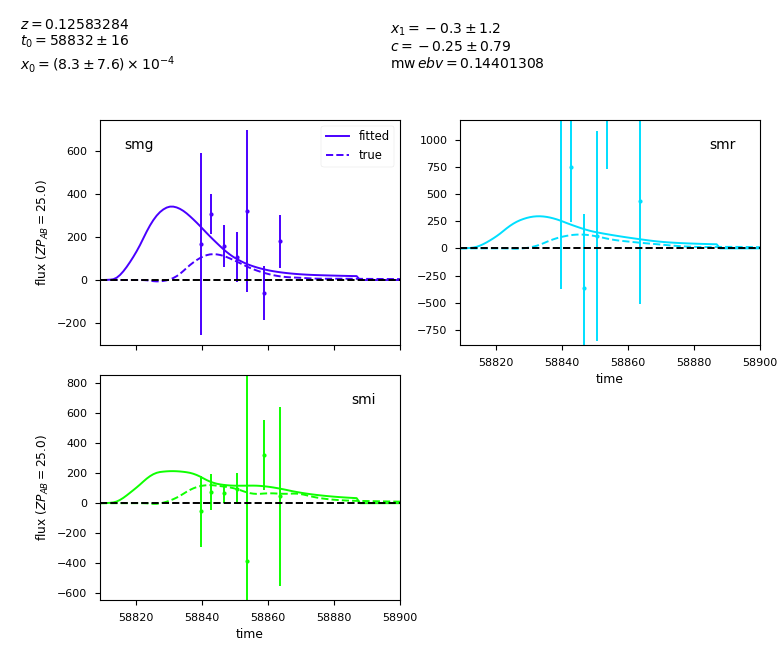 z = 0.12583284
t₀ = 58832 ± 16
x₀ = (8.3 ± 7.6) × 10⁻⁴
x₁ = −0.3 ± 1.2
c = −0.25 ± 0.79
mw ebv = 0.14401308
smg
fitted
true
600
400
200
0
−200
flux (ZP_AB = 25.0)
smr
1000
750
500
250
0
−250
−500
−750
58820 58840 58860 58880 58900
time
smi
800
600
400
200
0
−200
−400
−600
flux (ZP_AB = 25.0)
58820 58840 58860 58880 58900
time